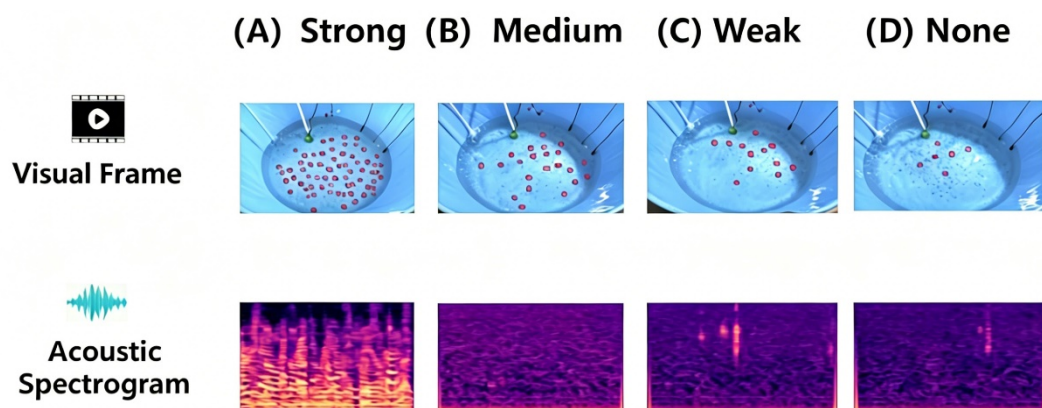 (A) Strong (B) Medium (C) Weak (D) None
Visual Frame
Acoustic
Spectrogram